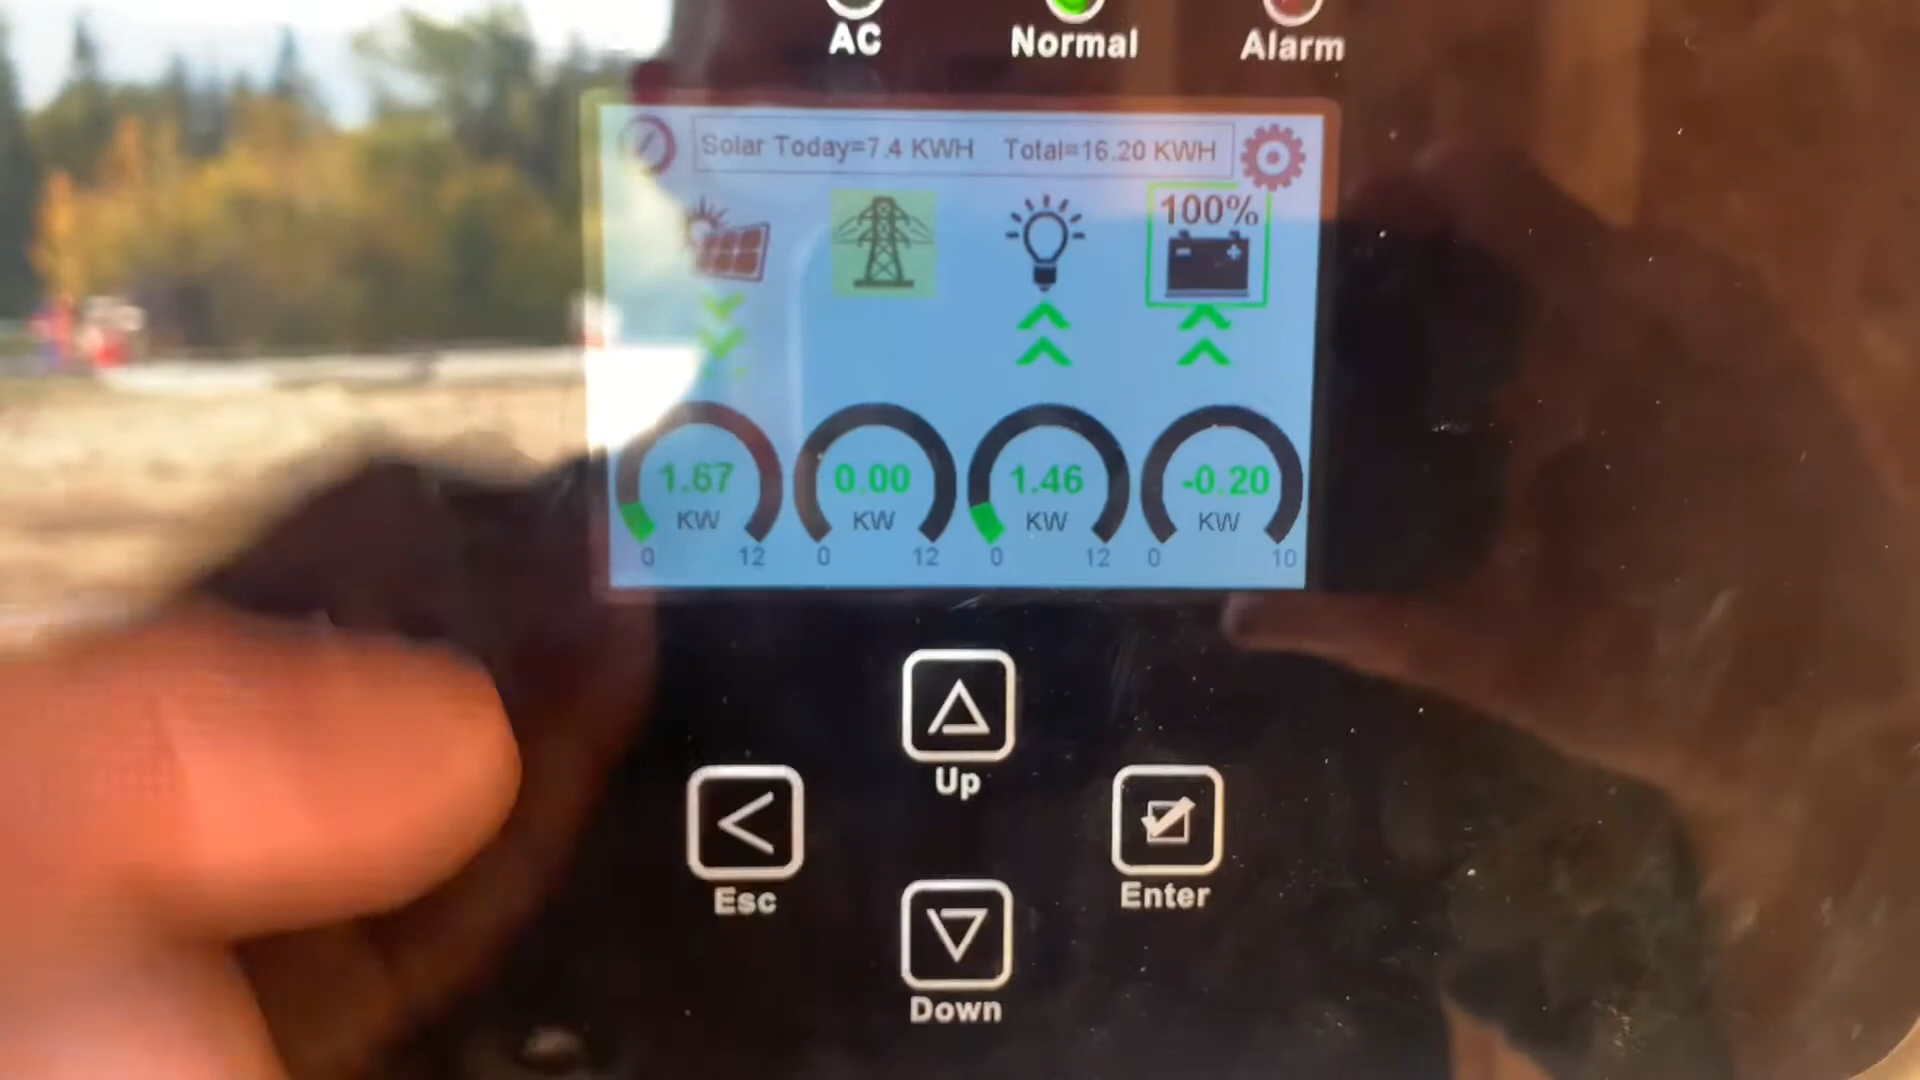 AC Normal Alarm
Solar Today=7.4 KWH Total=16.20 KWH
100%
1.67 0.00 1.46 -0.20
KW KW KW KW
0 12 0 12 0 12 0 10
Up
Esc Enter
Down